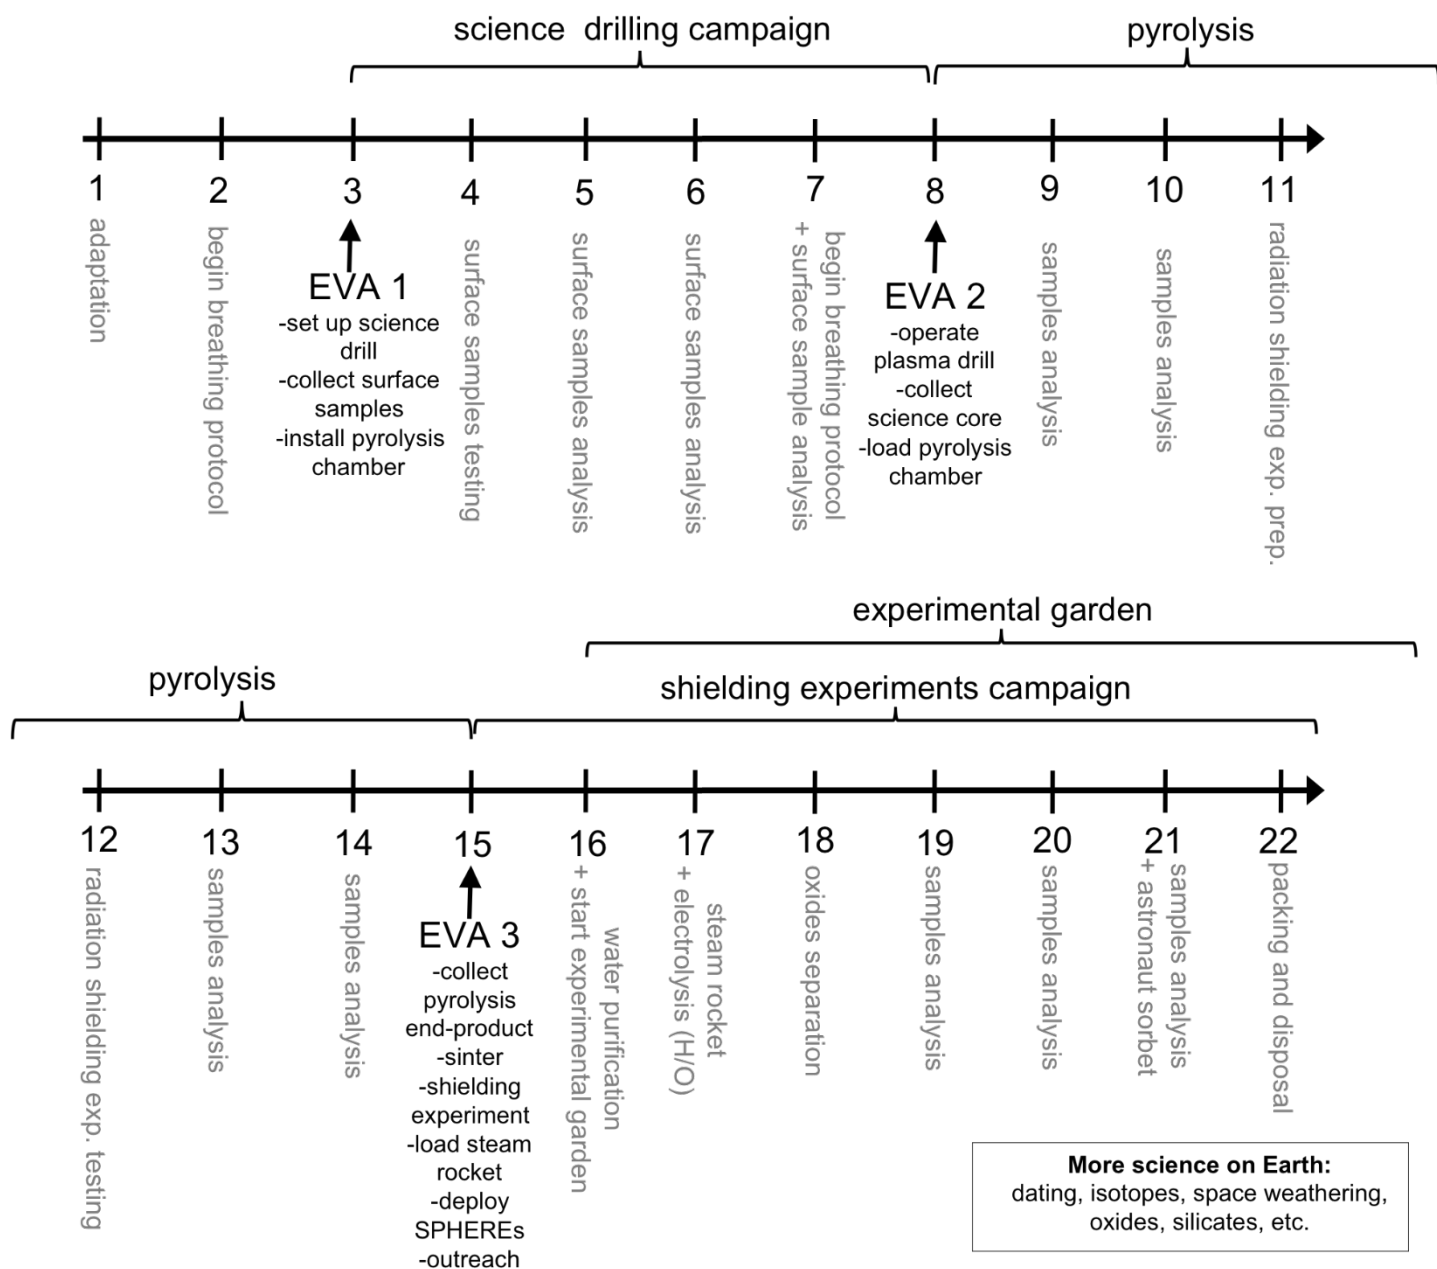 science  drilling campaign
pyrolysis
1
2
3
4
5
6
7
8
9
10
11
adaptation
begin breathing protocol
EVA 1
-set up science
drill
-collect surface
samples
-install pyrolysis
chamber
surface samples testing
surface samples analysis
surface samples analysis
begin breathing protocol
+ surface sample analysis
EVA 2
-operate
plasma drill
-collect
science core
-load pyrolysis
chamber
samples analysis
samples analysis
radiation shielding exp. prep.
experimental garden
pyrolysis
shielding experiments campaign
12
13
14
15
16
17
18
19
20
21
22
radiation shielding exp. testing
samples analysis
samples analysis
EVA 3
-collect
pyrolysis
end-product
-sinter
-shielding
experiment
-load steam
rocket
-deploy
SPHEREs
-outreach
water purification
+ start experimental garden
steam rocket
+ electrolysis (H/O)
oxides separation
samples analysis
samples analysis
samples analysis
+ astronaut sorbet
packing and disposal
More science on Earth:
dating, isotopes, space weathering,
oxides, silicates, etc.